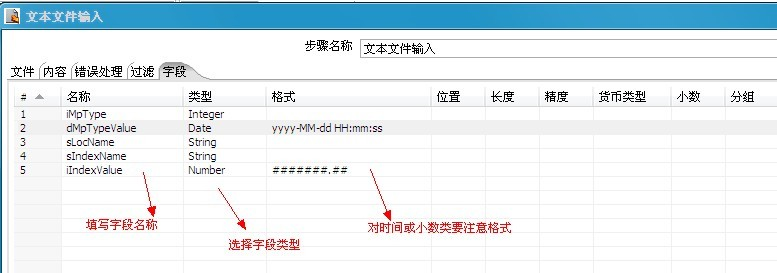 文本文件输入
步骤名称 文本文件输入
文件 内容 错误处理 过滤 字段
# 名称 类型 格式 位置 长度 精度 货币类型 小数 分组
1 iMpType Integer
2 dMpTypeValue Date yyyy-MM-dd HH:mm:ss
3 sLocName String
4 sIndexName String
5 iIndexValue Number #######.##
填写字段名称 选择字段类型 对时间或小数类要注意格式